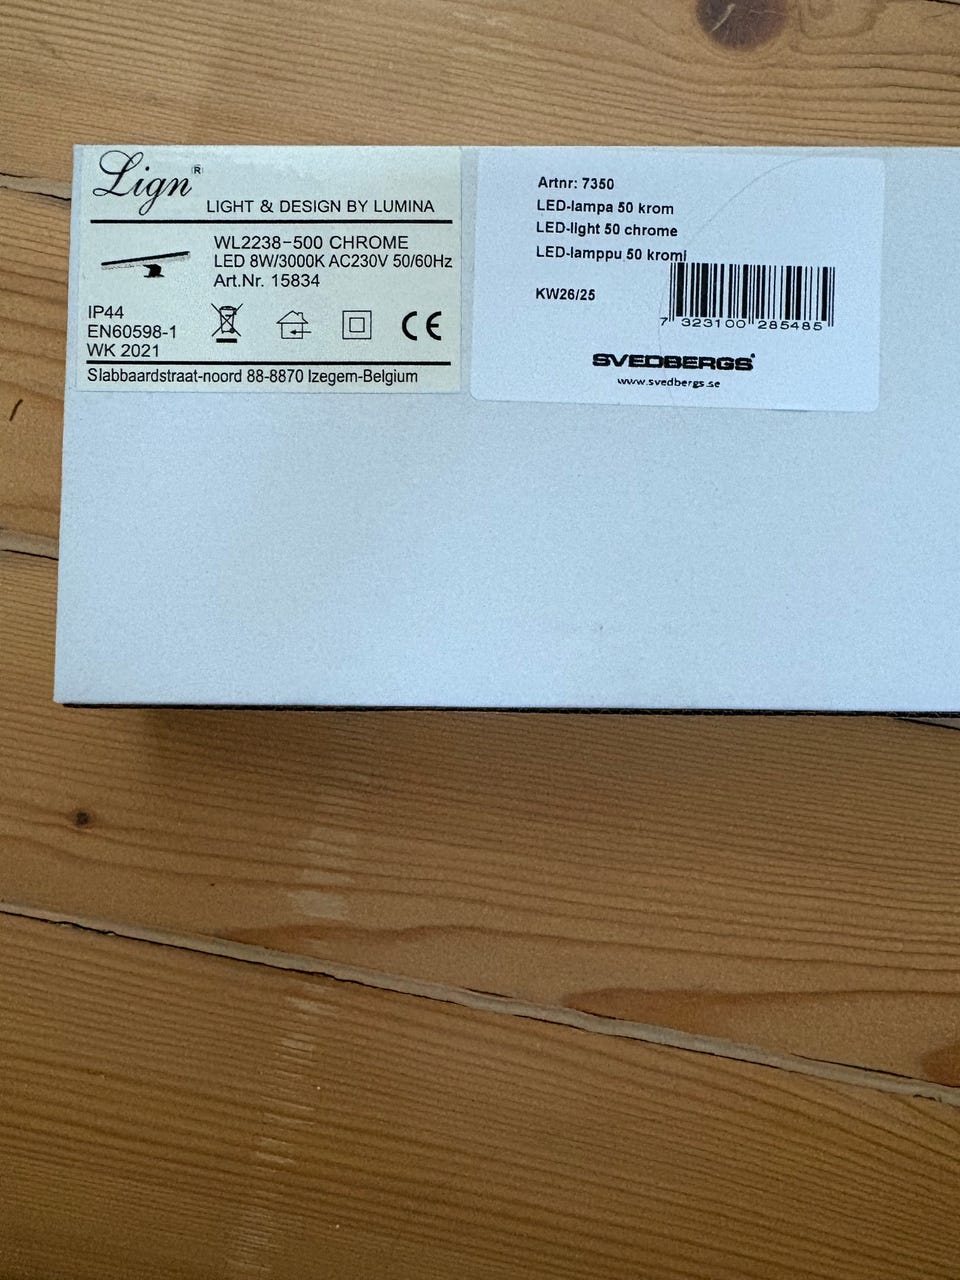 Lign®
LIGHT & DESIGN BY LUMINA
WL2238-500 CHROME
LED 8W/3000K AC230V 50/60Hz
Art.Nr. 15834
IP44
EN60598-1
WK 2021
CE
Slabbaardstraat-noord 88-8870 Izegem-Belgium
Artnr: 7350
LED-lampa 50 krom
LED-light 50 chrome
LED-lamppu 50 kromi
KW26/25
7 323100 285485
SVEDBERGS®
www.svedbergs.se